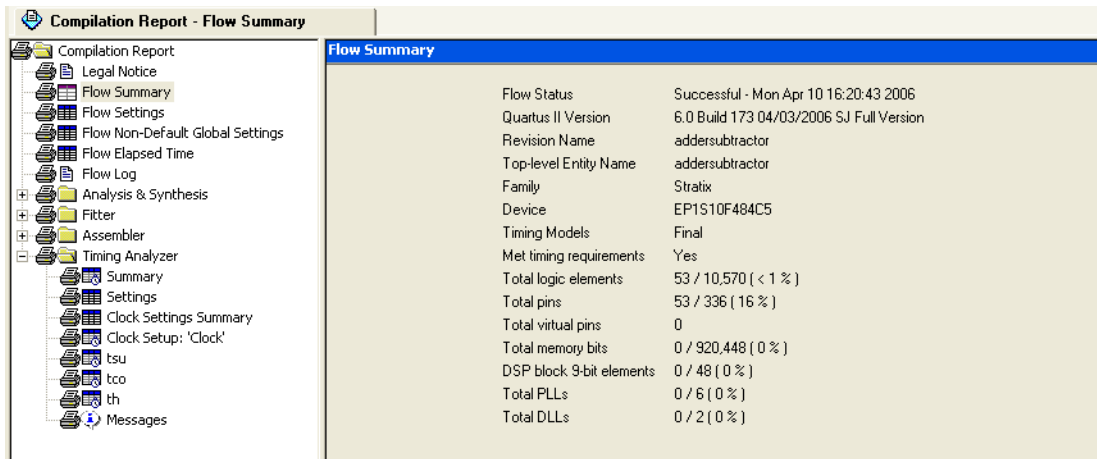 Compilation Report - Flow Summary
Compilation Report
Legal Notice
Flow Summary
Flow Settings
Flow Non-Default Global Settings
Flow Elapsed Time
Flow Log
Analysis & Synthesis
Fitter
Assembler
Timing Analyzer
Summary
Settings
Clock Settings Summary
Clock Setup: 'Clock'
tsu
tco
th
Messages
Flow Summary
Flow Status Successful - Mon Apr 10 16:20:43 2006
Quartus II Version 6.0 Build 173 04/03/2006 SJ Full Version
Revision Name addersubtractor
Top-level Entity Name addersubtractor
Family Stratix
Device EP1S10F484C5
Timing Models Final
Met timing requirements Yes
Total logic elements 53 / 10,570 ( < 1 % )
Total pins 53 / 336 ( 16 % )
Total virtual pins 0
Total memory bits 0 / 920,448 ( 0 % )
DSP block 9-bit elements 0 / 48 ( 0 % )
Total PLLs 0 / 6 ( 0 % )
Total DLLs 0 / 2 ( 0 % )